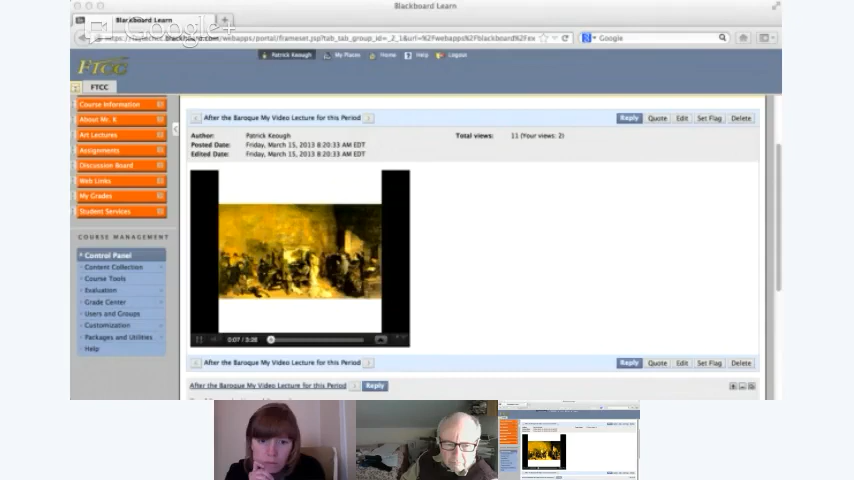 Blackboard Learn
Blackboard Learn
Google+
Google
Patrick Keough My Places Home Help Logout
FTCC
FTCC
Course Information
About Mr. K
Art Lectures
Assignments
Discussion Board
Web Links
My Grades
Student Services
COURSE MANAGEMENT
Control Panel
Content Collection
Course Tools
Evaluation
Grade Center
Users and Groups
Customization
Packages and Utilities
Help
After the Baroque My Video Lecture for this Period
Reply Quote Edit Set Flag Delete
Author: Patrick Keough Total views: 11 (Your views: 2)
Posted Date: Friday, March 15, 2013 8:20:33 AM EDT
Edited Date: Friday, March 15, 2013 8:20:33 AM EDT
0:07 / 3:28
After the Baroque My Video Lecture for this Period
Reply Quote Edit Set Flag Delete
After the Baroque My Video Lecture for this Period Reply